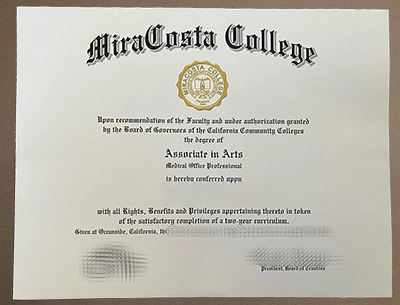 MiraCosta College
MIRACOSTA COLLEGE
Upon recommendation of the Faculty and under authorization granted
by the Board of Governors of the California Community Colleges
the degree of
Associate in Arts
Medical Office Professional
is hereby conferred upon
with all Rights, Benefits and Privileges appertaining thereto in token
of the satisfactory completion of a two-year curriculum.
Given at Oceanside, California, thi
President, Board of Trustees